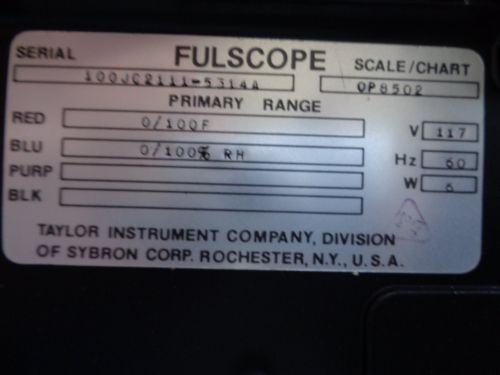 SERIAL FULSCOPE SCALE/CHART
100JC2111-5314A QP8502
PRIMARY RANGE
RED 0/100F V 117
BLU 0/100% RH Hz 60
PURP W 6
BLK
TAYLOR INSTRUMENT COMPANY, DIVISION
OF SYBRON CORP. ROCHESTER, N.Y., U.S.A.